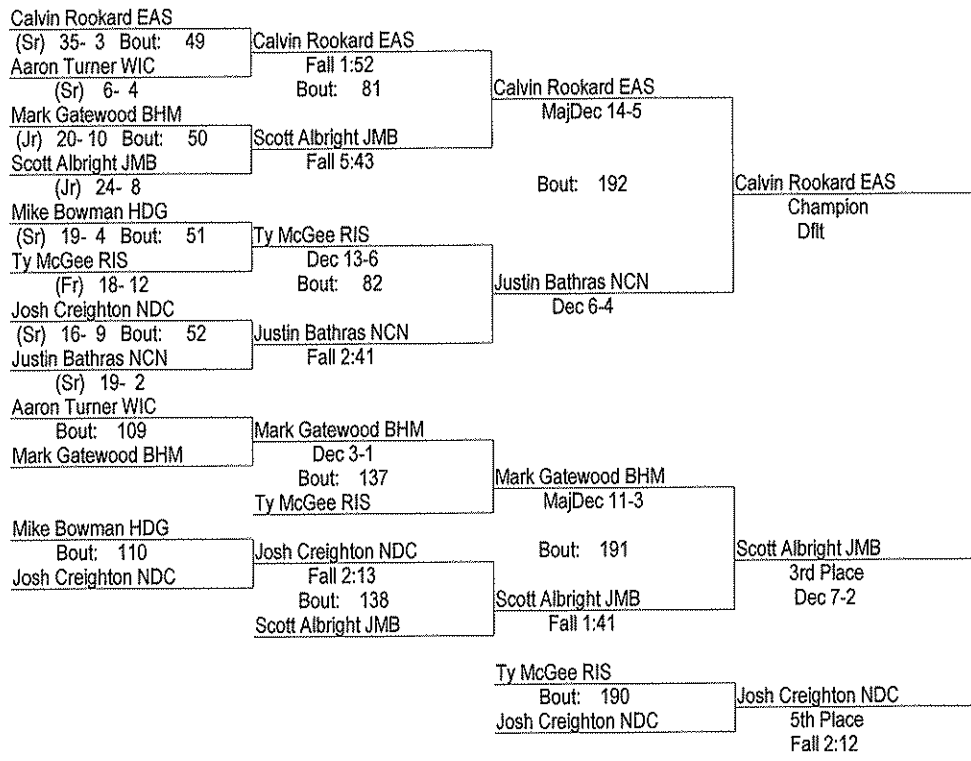 Calvin Rookard EAS
(Sr) 35- 3 Bout: 49
Aaron Turner WIC
(Sr) 6- 4
Mark Gatewood BHM
(Jr) 20- 10 Bout: 50
Scott Albright JMB
(Jr) 24- 8
Mike Bowman HDG
(Sr) 19- 4 Bout: 51
Ty McGee RIS
(Fr) 18- 12
Josh Creighton NDC
(Sr) 16- 9 Bout: 52
Justin Bathras NCN
(Sr) 19- 2
Calvin Rookard EAS
Fall 1:52
Bout: 81
Scott Albright JMB
Fall 5:43
Ty McGee RIS
Dec 13-6
Bout: 82
Justin Bathras NCN
Fall 2:41
Calvin Rookard EAS
MajDec 14-5
Bout: 192
Justin Bathras NCN
Dec 6-4
Calvin Rookard EAS
Champion
Dflt
Aaron Turner WIC
Bout: 109
Mark Gatewood BHM
Mike Bowman HDG
Bout: 110
Josh Creighton NDC
Mark Gatewood BHM
Dec 3-1
Bout: 137
Ty McGee RIS
Josh Creighton NDC
Fall 2:13
Bout: 138
Scott Albright JMB
Mark Gatewood BHM
MajDec 11-3
Bout: 191
Scott Albright JMB
Fall 1:41
Scott Albright JMB
3rd Place
Dec 7-2
Ty McGee RIS
Bout: 190
Josh Creighton NDC
Josh Creighton NDC
5th Place
Fall 2:12